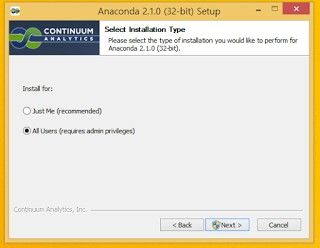 Anaconda 2.1.0 (32-bit) Setup
CONTINUUM
ANALYTICS
Select Installation Type
Please select the type of installation you would like to perform for
Anaconda 2.1.0 (32-bit).
Install for:
Just Me (recommended)
All Users (requires admin privileges)
Continuum Analytics, Inc.
< Back
Next >
Cancel